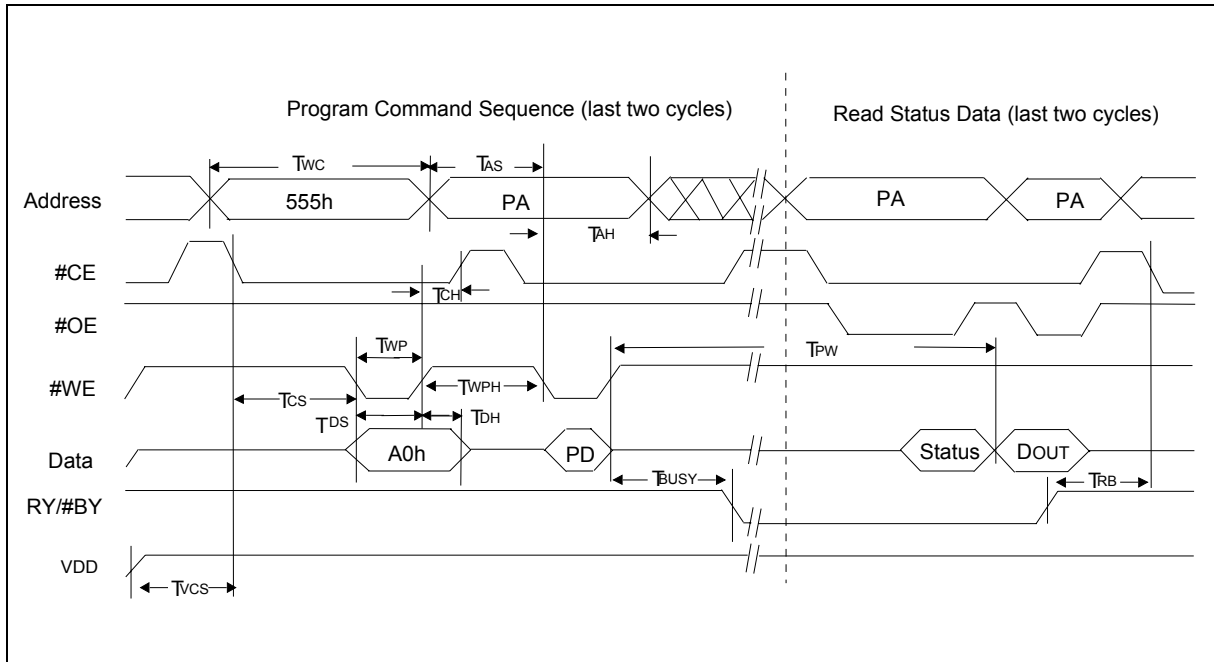 Program Command Sequence (last two cycles)
Read Status Data (last two cycles)
TWC
TAS
Address
555h
PA
PA
PA
TAH
#CE
TCH
#OE
TWP
TPW
#WE
TWPH
TCS
TDS
TDH
Data
A0h
PD
Status
DOUT
TBUSY
TRB
RY/#BY
VDD
TVCS